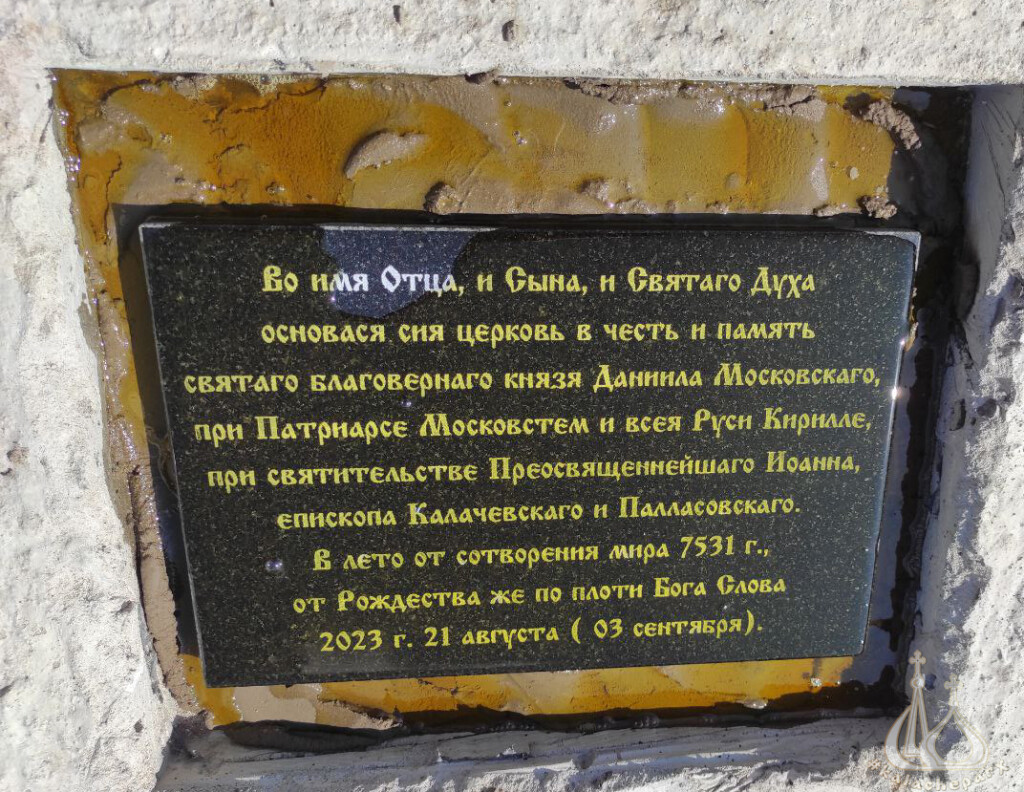 Во имя Отца, и Сына, и Святаго Духа
основася сия церковь в честь и память
святаго благовернаго князя Даниила Московскаго,
при Патриарсе Московстем и всея Руси Кирилле,
при святительстве Преосвященнейшаго Иоанна,
епископа Калачевскаго и Палласовскаго.
В лето от сотворения мира 7531 г.,
от Рождества же по плоти Бога Слова
2023 г. 21 августа ( 03 сентября).